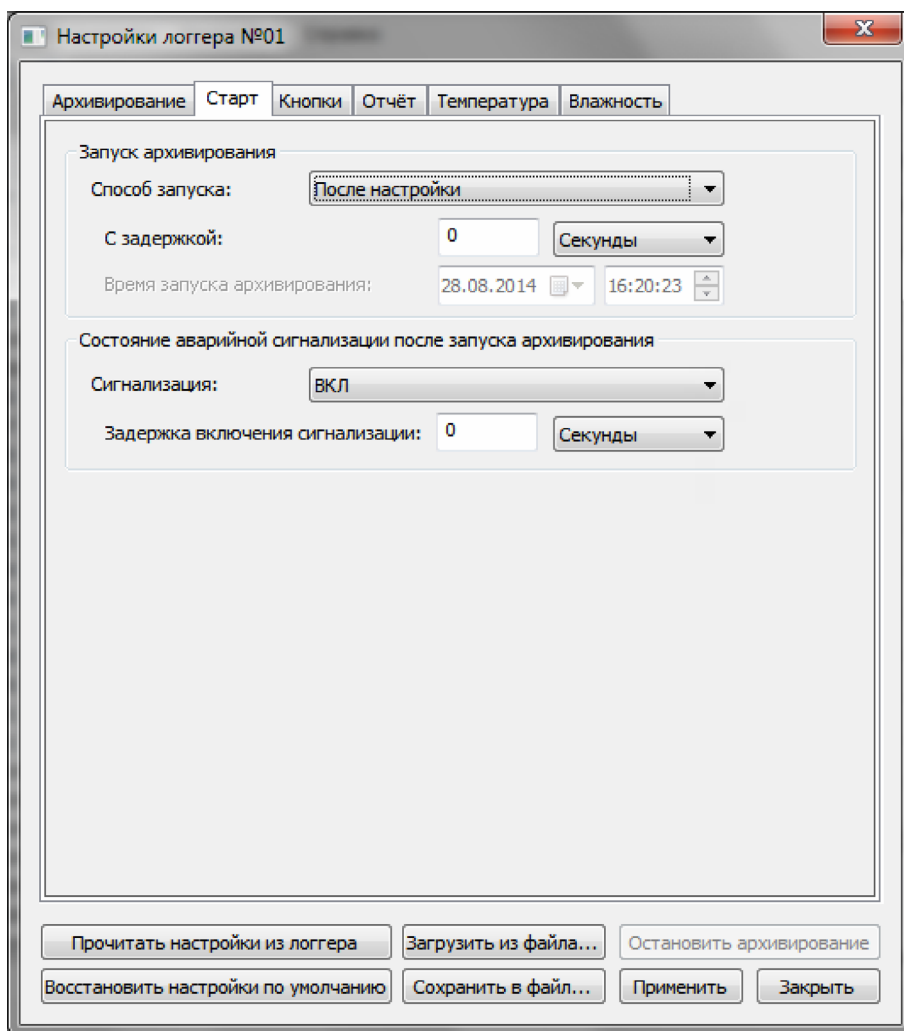 Настройки логгера №01
Архивирование Старт Кнопки Отчёт Температура Влажность
Запуск архивирования
Способ запуска: После настройки
С задержкой: 0 Секунды
Время запуска архивирования: 28.08.2014 16:20:23
Состояние аварийной сигнализации после запуска архивирования
Сигнализация: ВКЛ
Задержка включения сигнализации: 0 Секунды
Прочитать настройки из логгера Загрузить из файла... Остановить архивирование
Восстановить настройки по умолчанию Сохранить в файл... Применить Закрыть